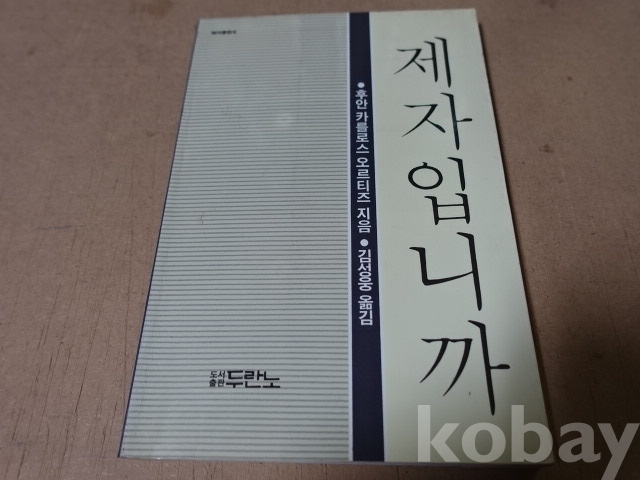 제자입니까
● 후안 카를로스 오르티즈 지음 ● 김성웅 옮김
도서
출판 두란노
kobay